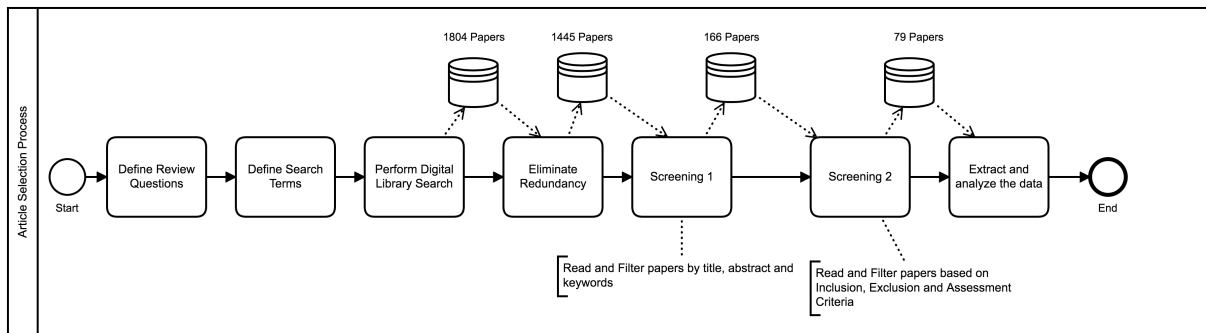 Article Selection Process
1804 Papers
1445 Papers
166 Papers
79 Papers
Start
Define Review
Questions
Define Search
Terms
Perform Digital
Library Search
Eliminate
Redundancy
Screening 1
Screening 2
Extract and
analyze the data
End
Read and Filter papers by title, abstract and
keywords
Read and Filter papers based on
Inclusion, Exclusion and Assessment
Criteria